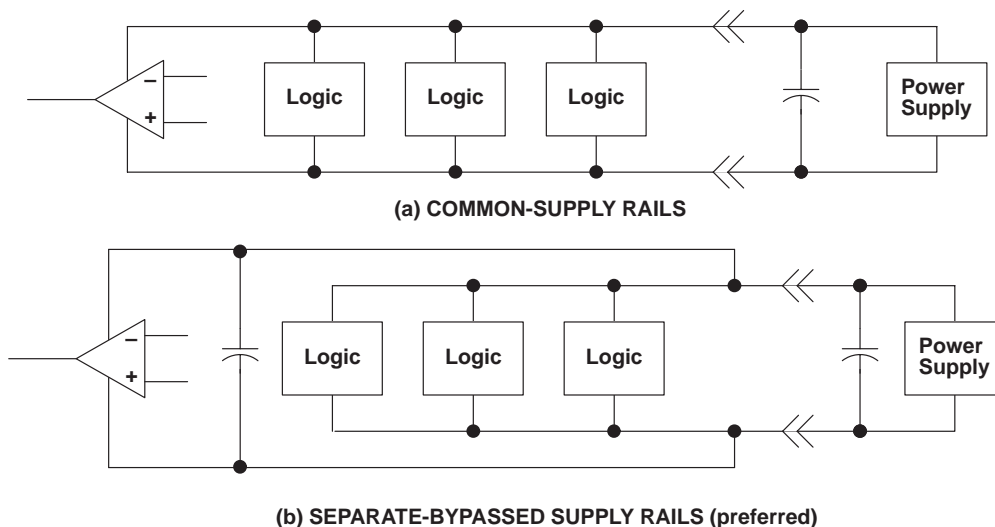 −
+
Logic
Logic
Logic
Power
Supply
(a) COMMON-SUPPLY RAILS
−
+
Logic
Logic
Logic
Power
Supply
(b) SEPARATE-BYPASSED SUPPLY RAILS (preferred)